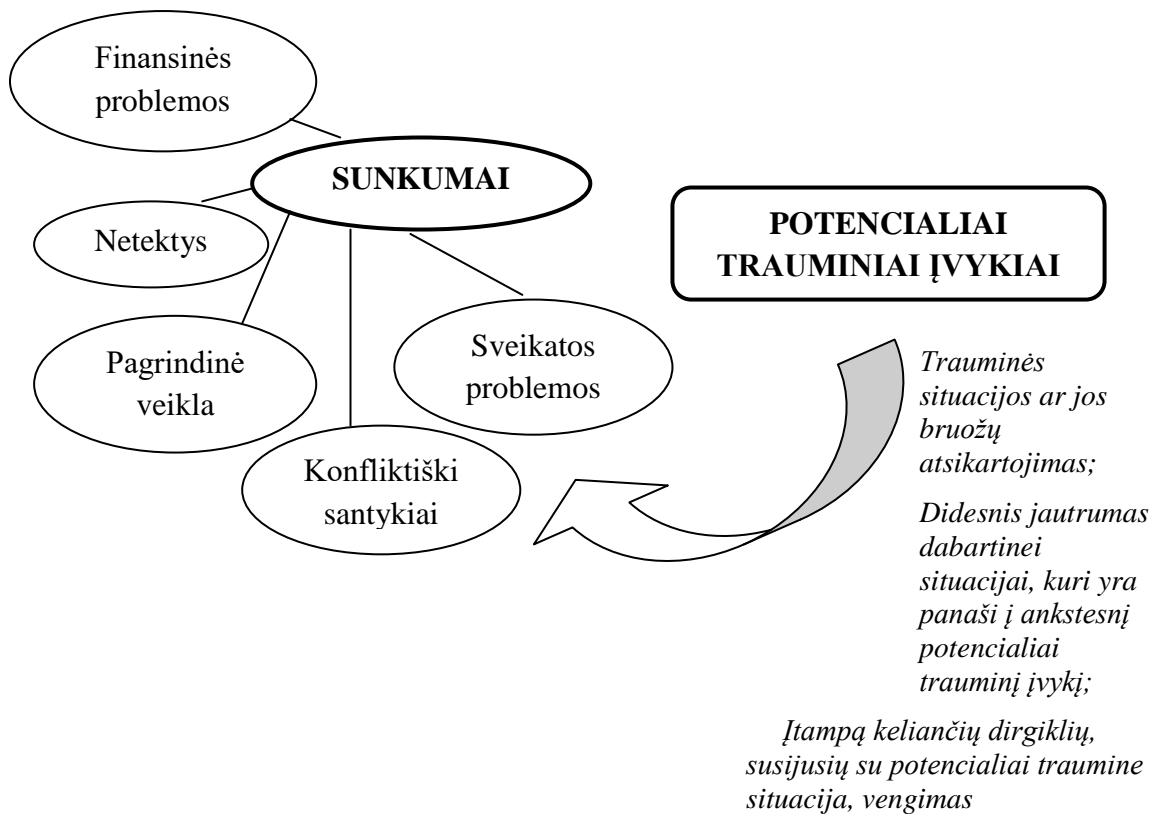 Finansinės
problemos
SUNKUMAI
Netektys
POTENCIALIAI
TRAUMINIAI ĮVYKIAI
Pagrindinė
veikla
Sveikatos
problemos
Konfliktiški
santykiai
Trauminės
situacijos ar jos
bruožų
atsikartojimas;
Didesnis jautrumas
dabartinei
situacijai, kuri yra
panaši į ankstesnį
potencialiai
trauminį įvykį;
Įtampą keliančių dirgiklių,
susijusių su potencialiai traumine
situacija, vengimas